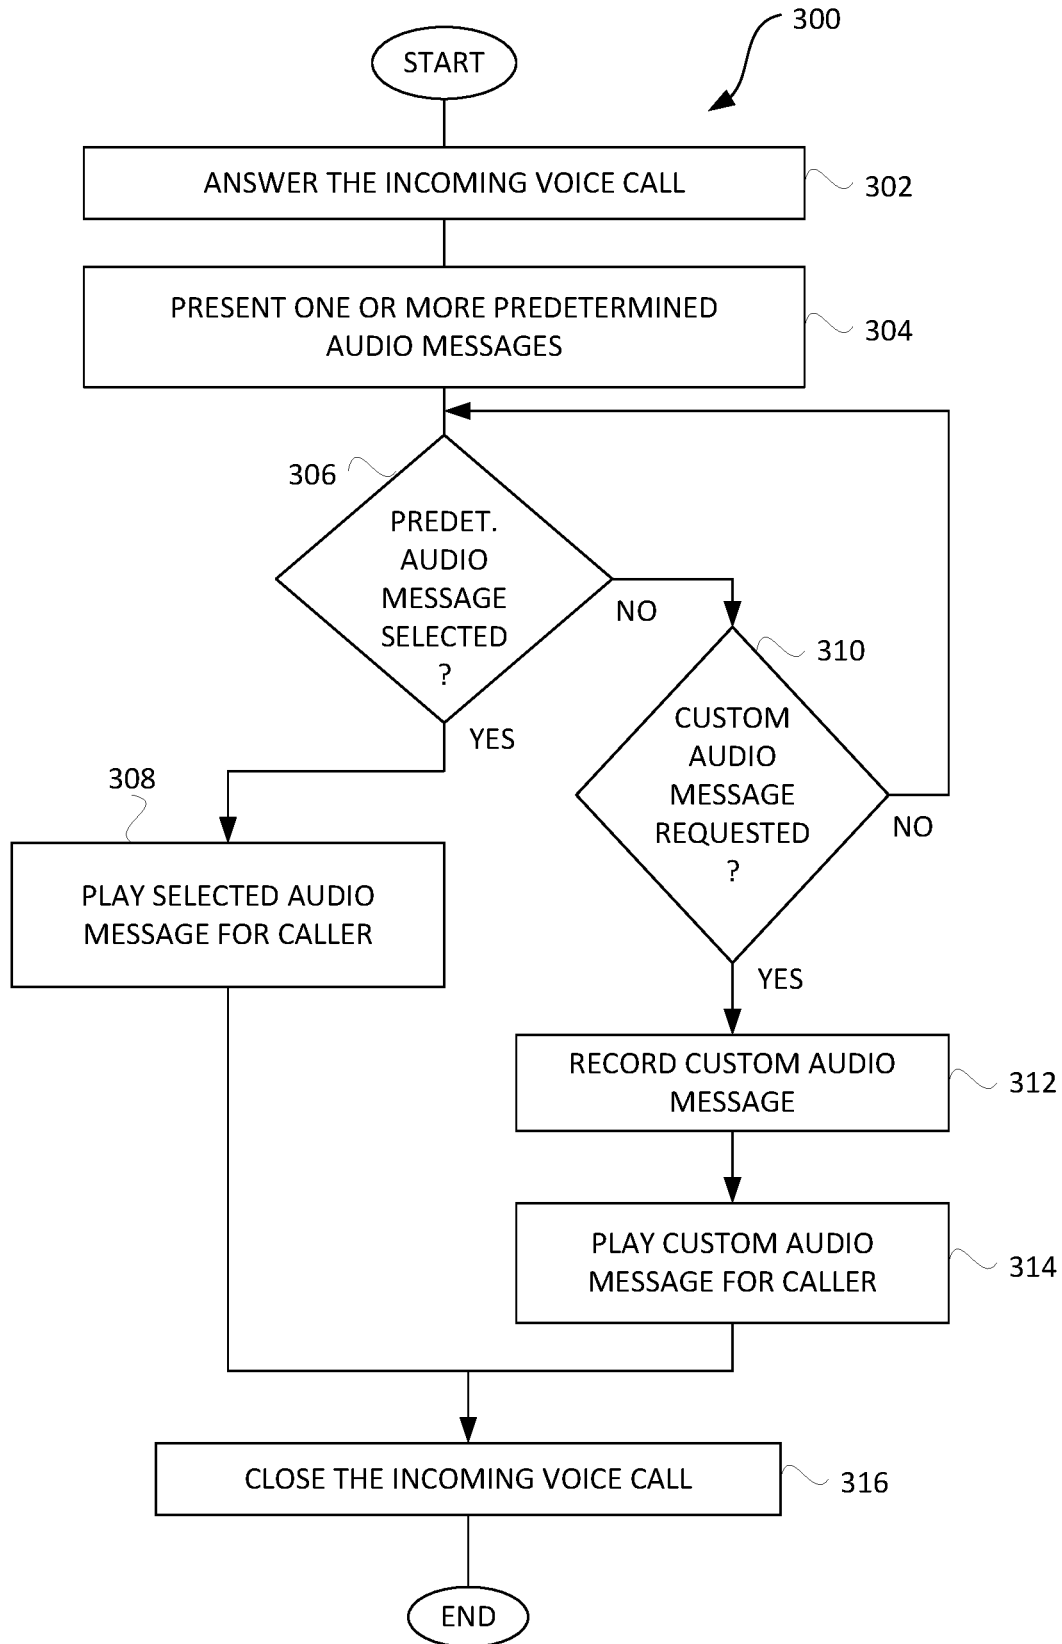 300
START
ANSWER THE INCOMING VOICE CALL
302
PRESENT ONE OR MORE PREDETERMINED
AUDIO MESSAGES
304
306
PREDET.
AUDIO
MESSAGE
SELECTED
?
NO
YES
310
CUSTOM
AUDIO
MESSAGE
REQUESTED
?
NO
YES
308
PLAY SELECTED AUDIO
MESSAGE FOR CALLER
RECORD CUSTOM AUDIO
MESSAGE
312
PLAY CUSTOM AUDIO
MESSAGE FOR CALLER
314
CLOSE THE INCOMING VOICE CALL
316
END